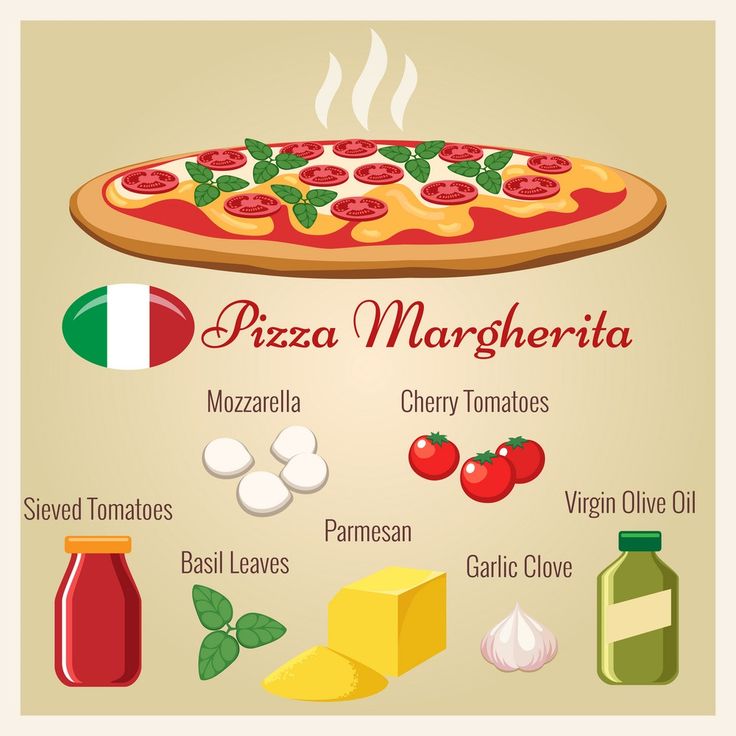 Pizza Margherita
Mozzarella
Cherry Tomatoes
Sieved Tomatoes
Virgin Olive Oil
Parmesan
Basil Leaves
Garlic Clove